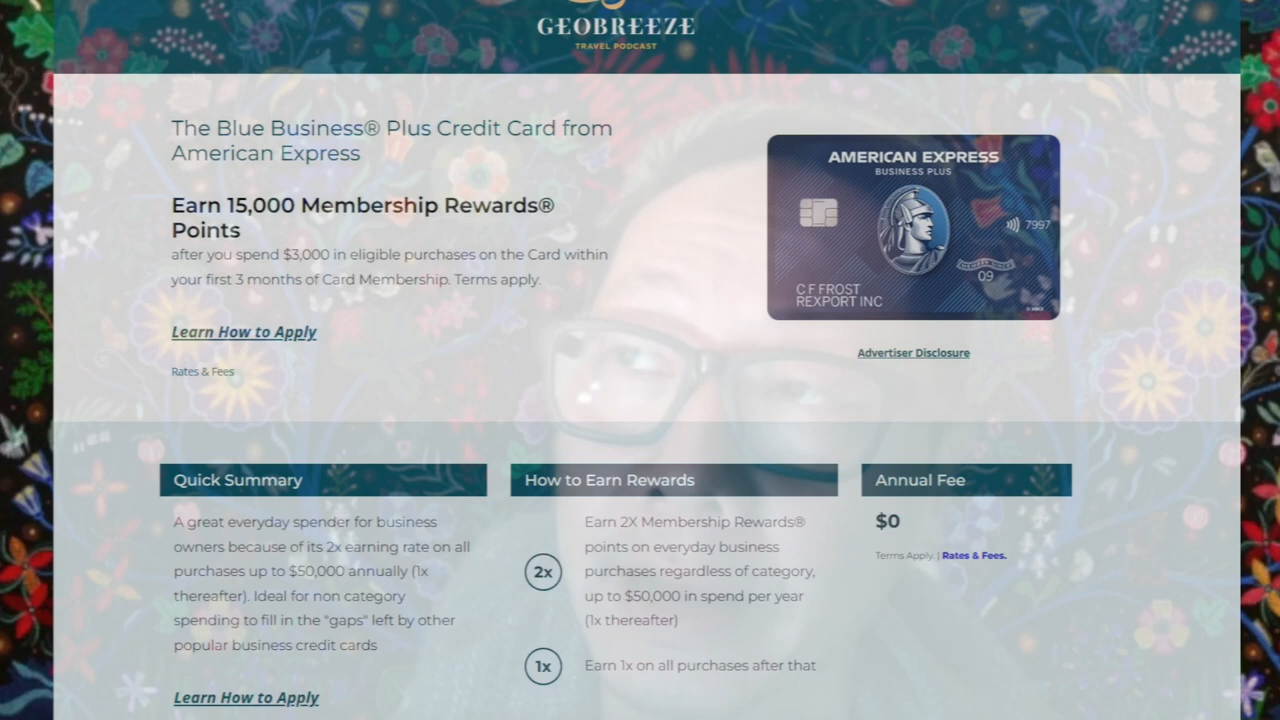 GEOBREEZE
TRAVEL PODCAST
The Blue Business® Plus Credit Card from
American Express
Earn 15,000 Membership Rewards®
Points
after you spend $3,000 in eligible purchases on the Card within
your first 3 months of Card Membership. Terms apply.
Learn How to Apply
Rates & Fees
AMERICAN EXPRESS
BUSINESS PLUS
7997
MEMBER SINCE
09
C F FROST
REXPORT INC
Advertiser Disclosure
Quick Summary
A great everyday spender for business
owners because of its 2x earning rate on all
purchases up to $50,000 annually (1x
thereafter). Ideal for non category
spending to fill in the "gaps" left by other
popular business credit cards
Learn How to Apply
How to Earn Rewards
2x
Earn 2X Membership Rewards®
points on everyday business
purchases regardless of category,
up to $50,000 in spend per year
(1x thereafter)
1x
Earn 1x on all purchases after that
Annual Fee
$0
Terms Apply. | Rates & Fees.